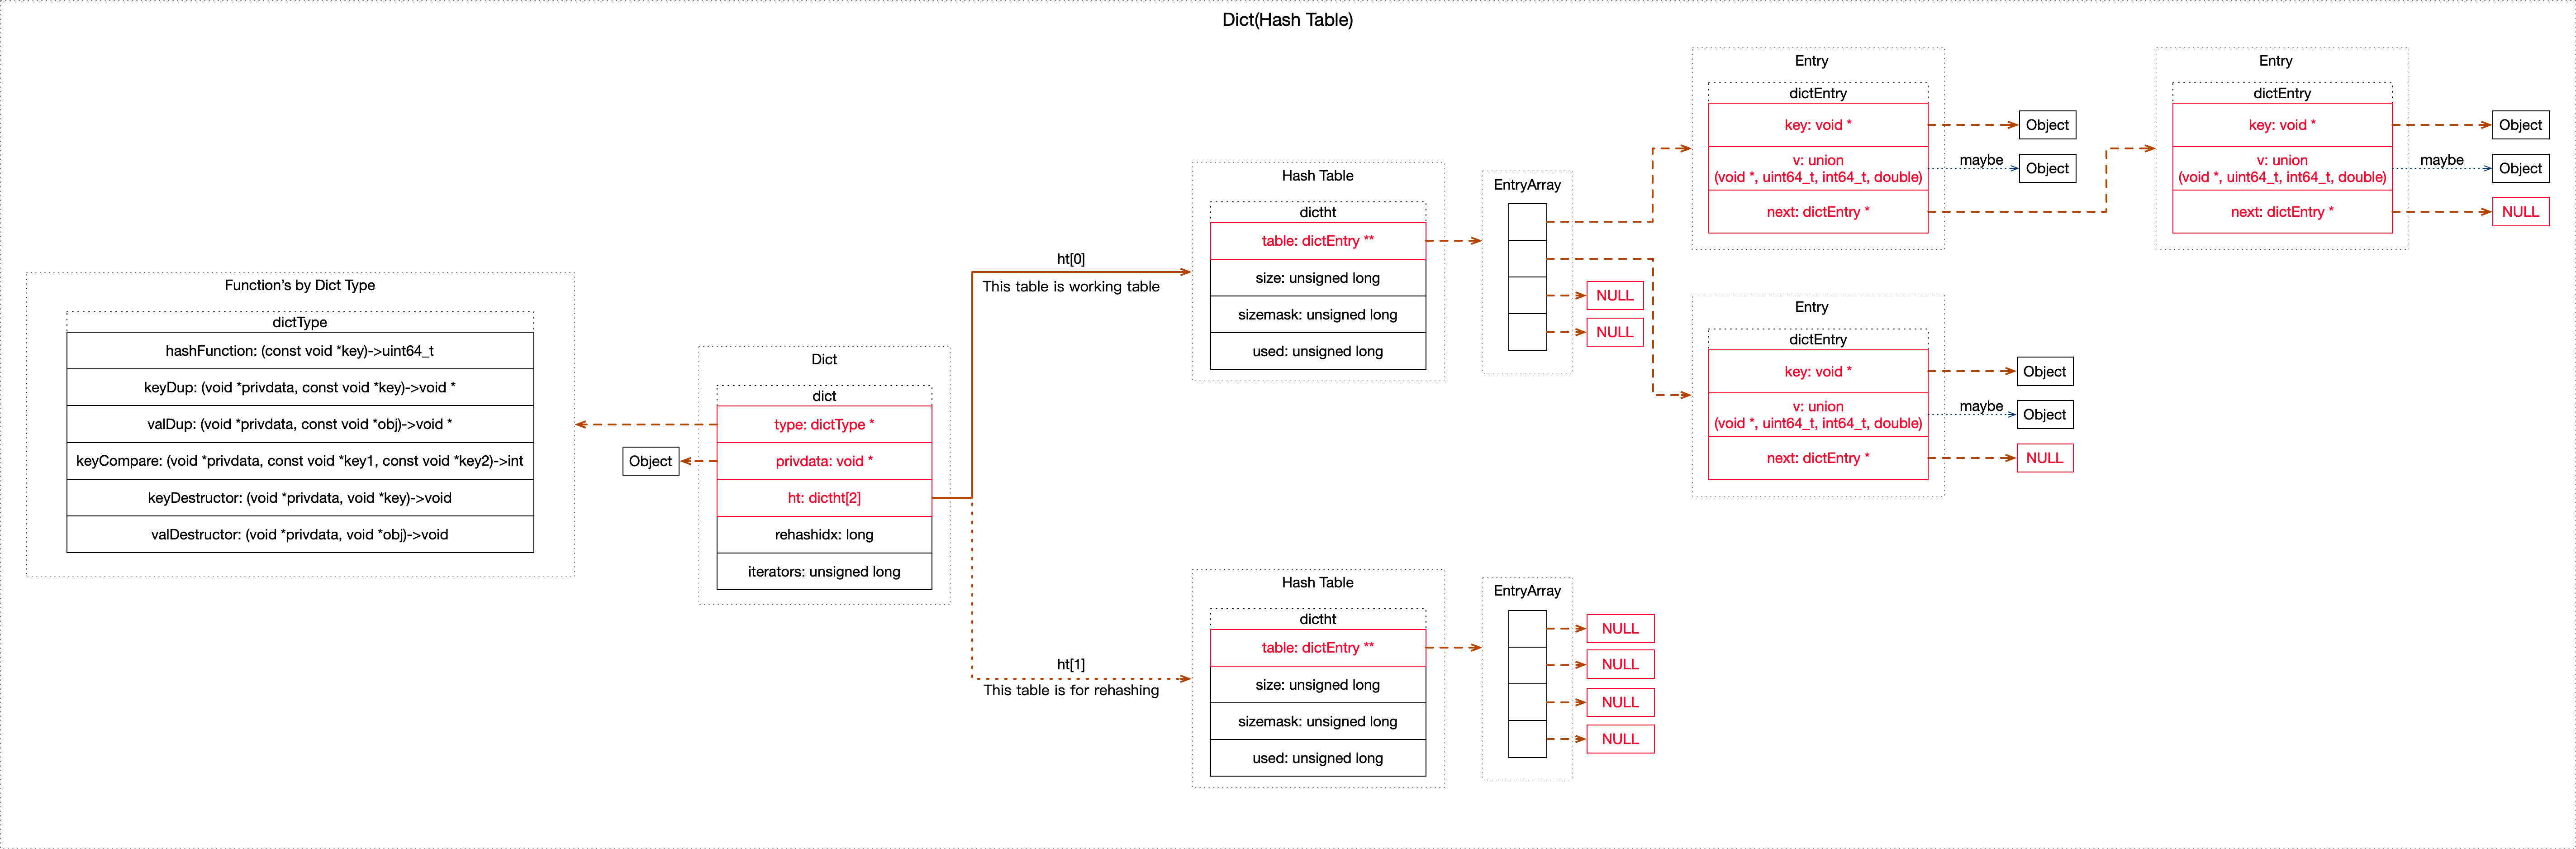 Dict(Hash Table)
Function's by Dict Type
dictType
hashFunction: (const void *key)->uint64_t
keyDup: (void *privdata, const void *key)->void *
valDup: (void *privdata, const void *obj)->void *
keyCompare: (void *privdata, const void *key1, const void *key2)->int
keyDestructor: (void *privdata, void *key)->void
valDestructor: (void *privdata, void *obj)->void
Object
Dict
dict
type: dictType *
privdata: void *
ht: dictht[2]
rehashidx: long
iterators: unsigned long
ht[0]
This table is working table
Hash Table
dictht
table: dictEntry **
size: unsigned long
sizemask: unsigned long
used: unsigned long
EntryArray
NULL
NULL
Entry
dictEntry
key: void *
v: union
(void *, uint64_t, int64_t, double)
next: dictEntry *
Object
maybe
Object
Entry
dictEntry
key: void *
v: union
(void *, uint64_t, int64_t, double)
next: dictEntry *
Object
maybe
Object
NULL
Entry
dictEntry
key: void *
v: union
(void *, uint64_t, int64_t, double)
next: dictEntry *
Object
maybe
Object
NULL
ht[1]
This table is for rehashing
Hash Table
dictht
table: dictEntry **
size: unsigned long
sizemask: unsigned long
used: unsigned long
EntryArray
NULL
NULL
NULL
NULL